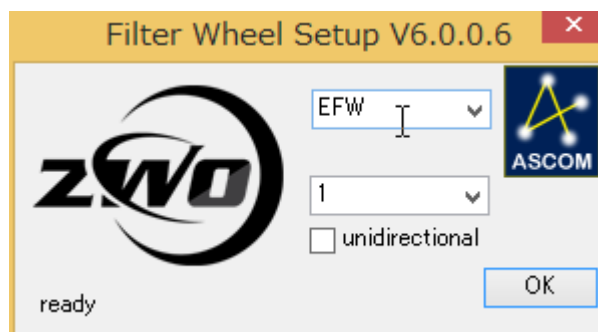 Filter Wheel Setup V6.0.0.6
EFW
ASCOM
ZWO
1
unidirectional
OK
ready